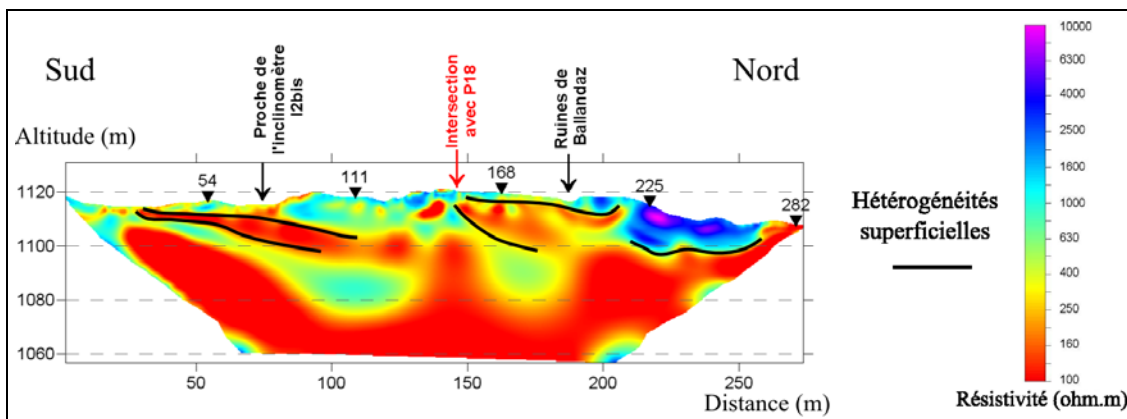 Sud
Nord
Altitude (m)
Proche de
l'inclinomètre
I2bis
Intersection
avec P18
Ruines de
Ballandaz
54
111
168
225
282
1120
1100
1080
1060
50
100
150
200
250
Distance (m)
10000
6300
4000
2500
1600
1000
630
400
250
160
100
Résistivité (ohm.m)
Hétérogénéités
superficielles